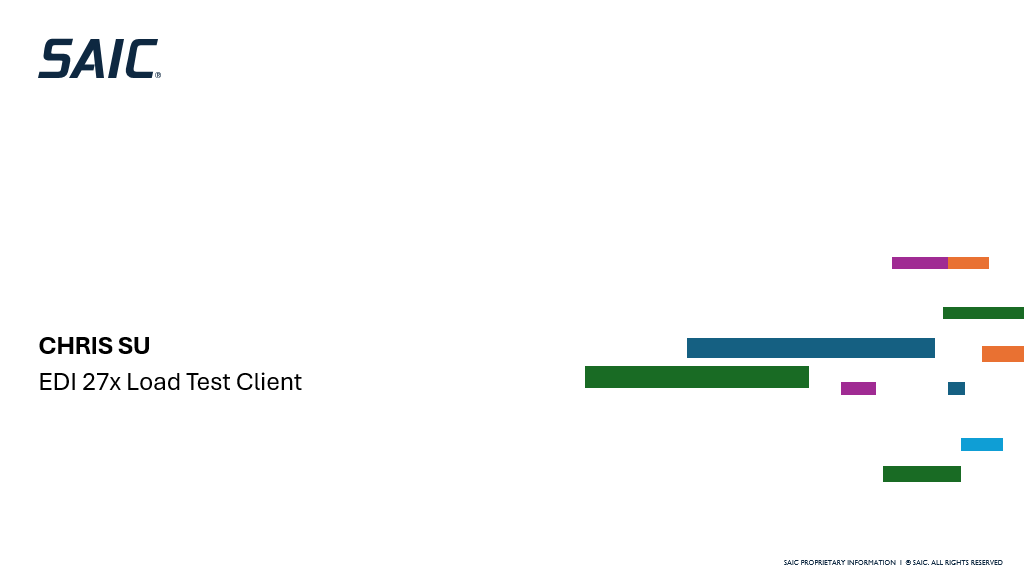 SAIC®
CHRIS SU
EDI 27x Load Test Client
SAIC PROPRIETARY INFORMATION | © SAIC. ALL RIGHTS RESERVED